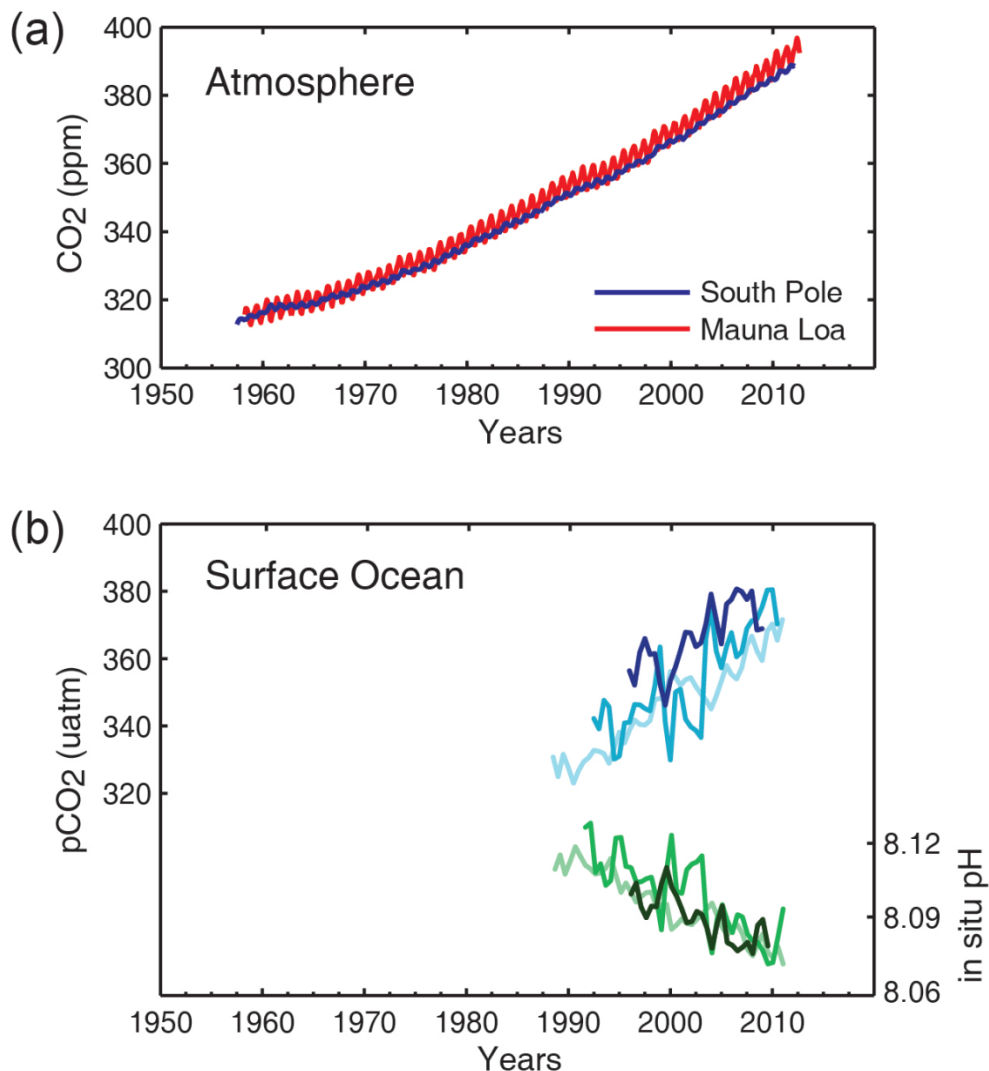 (a)
Atmosphere
CO2 (ppm)
400
380
360
340
320
300
South Pole
Mauna Loa
1950 1960 1970 1980 1990 2000 2010
Years
(b)
Surface Ocean
pCO2 (uatm)
400
380
360
340
320
8.12
8.09
8.06
in situ pH
1950 1960 1970 1980 1990 2000 2010
Years